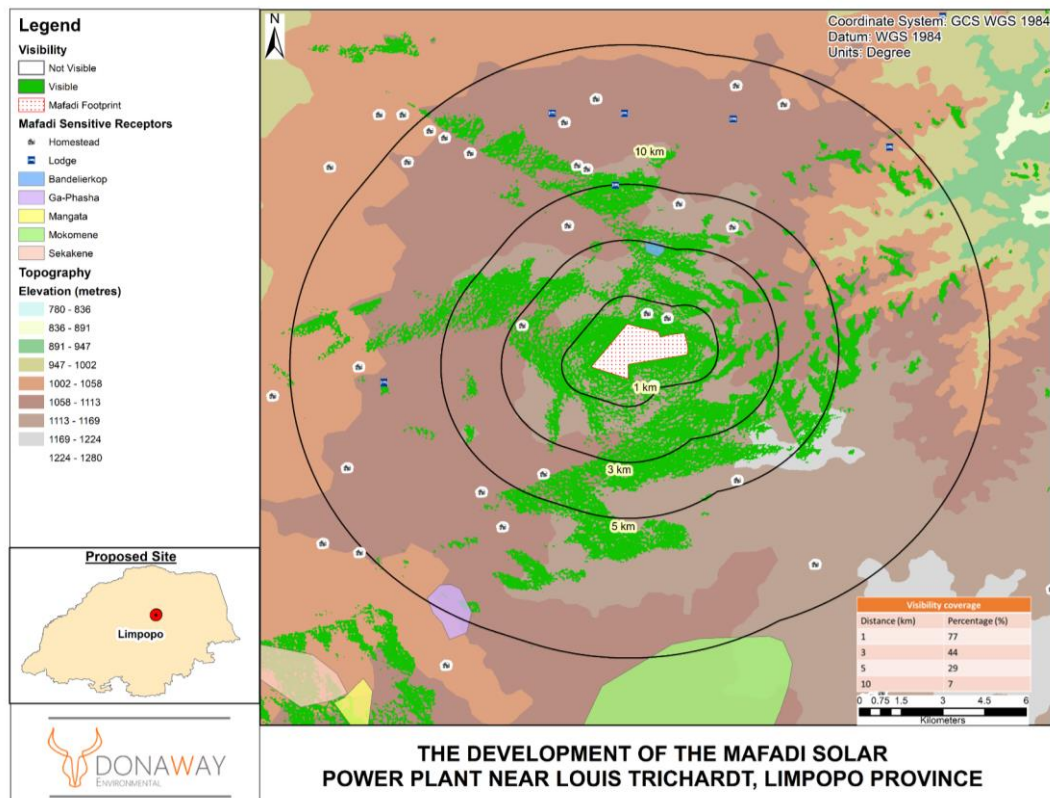 Legend
Visibility
Not Visible
Visible
Mafadi Footprint
Mafadi Sensitive Receptors
Homestead
Lodge
Bandelierkop
Ga-Phasha
Mangata
Mokomene
Sekakene
Topography
Elevation (metres)
780 - 836
836 - 891
891 - 947
947 - 1002
1002 - 1058
1058 - 1113
1113 - 1169
1169 - 1224
1224 - 1280
Proposed Site
Limpopo
DONAWAY
ENVIRONMENTAL
N
Coordinate System: GCS WGS 1984
Datum: WGS 1984
Units: Degree
10 km
1 km
3 km
5 km
Visibility coverage
Distance (km) Percentage (%)
1 77
3 44
5 29
10 7
0 0.75 1.5 3 4.5 6
Kilometers
THE DEVELOPMENT OF THE MAFADI SOLAR
POWER PLANT NEAR LOUIS TRICHARDT, LIMPOPO PROVINCE